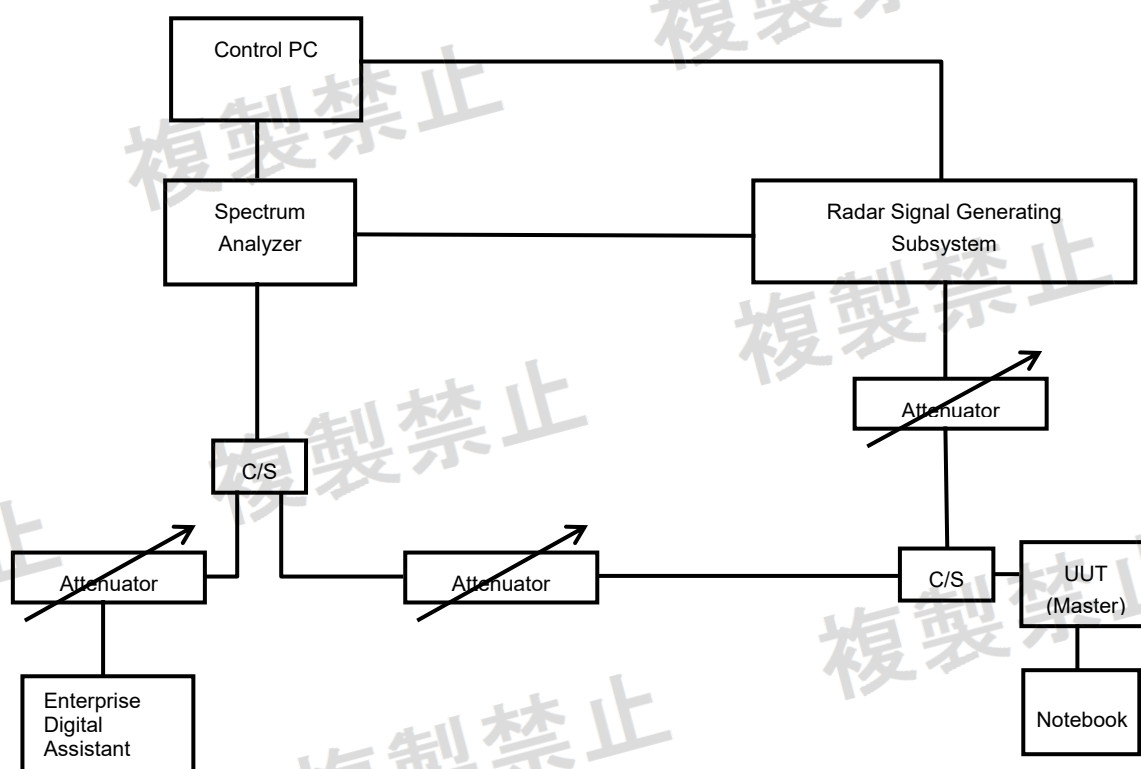 複製禁止
Control PC
複製禁止
Spectrum
Analyzer
Radar Signal Generating
Subsystem
複製禁止
Attenuator
複製禁止
C/S
止
Attenuator
Attenuator
C/S
UUT
(Master)
複製禁止
Enterprise
Digital
Assistant
Notebook
複製禁止